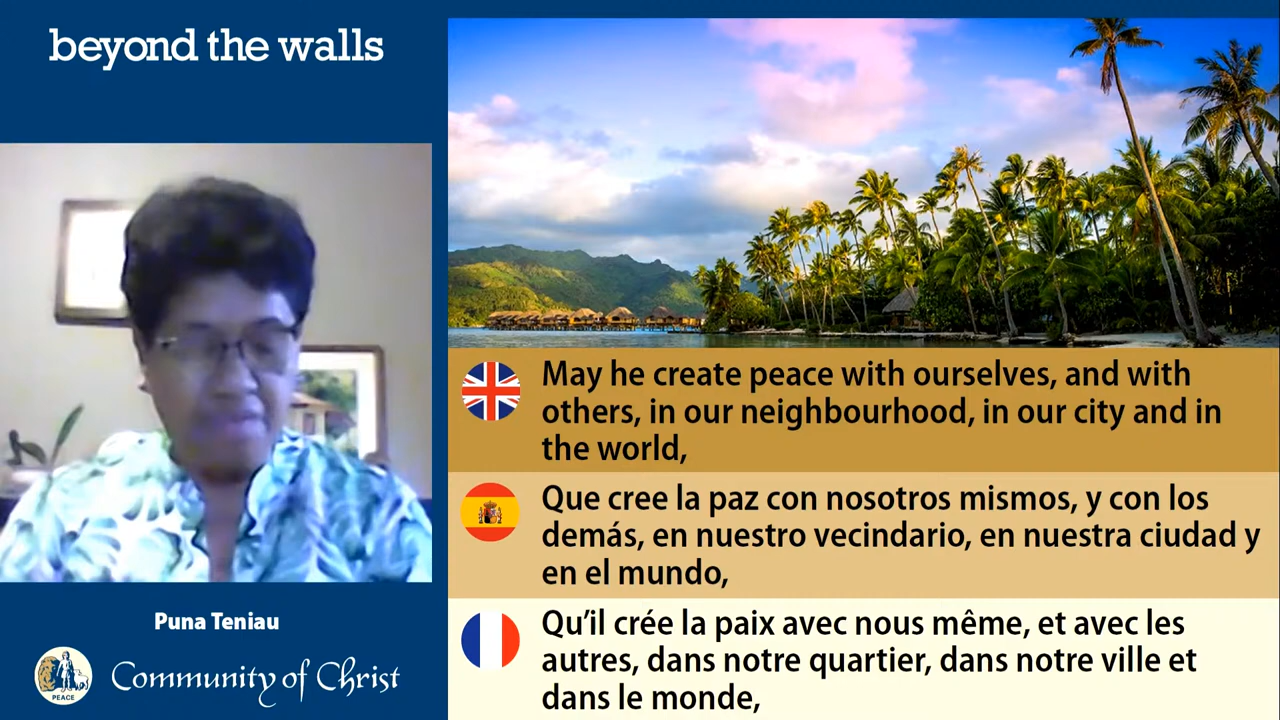 beyond the walls
Puna Teniau
PEACE
Community of Christ
May he create peace with ourselves, and with
others, in our neighbourhood, in our city and in
the world,
Que cree la paz con nosotros mismos, y con los
demás, en nuestro vecindario, en nuestra ciudad y
en el mundo,
Qu’il crée la paix avec nous même, et avec les
autres, dans notre quartier, dans notre ville et
dans le monde,